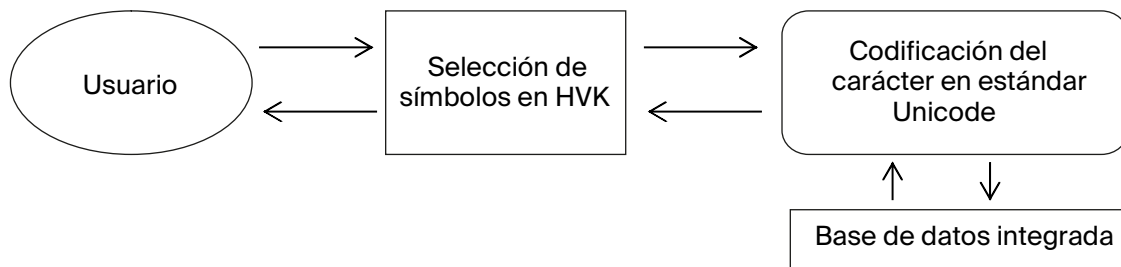 Usuario
Selección de
símbolos en HVK
Codificación del
carácter en estándar
Unicode
Base de datos integrada